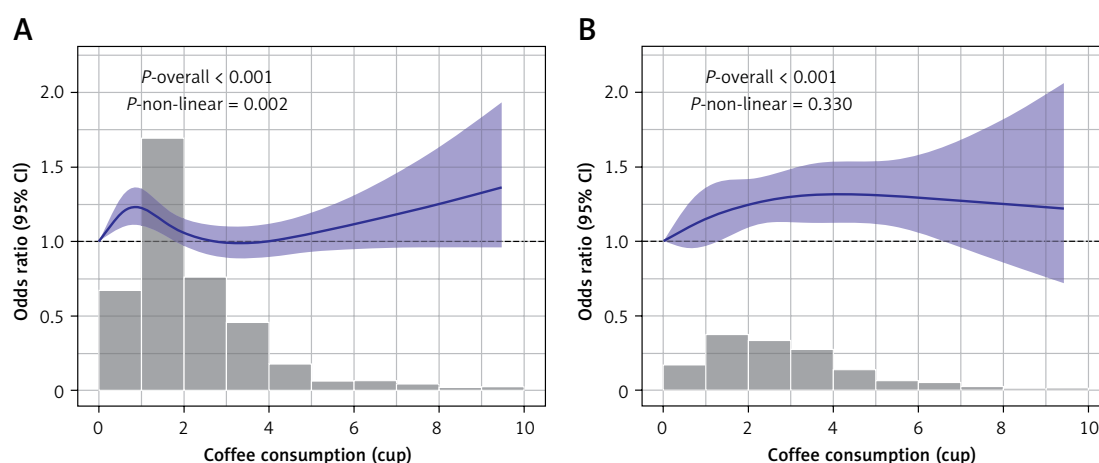 A
P-overall < 0.001
P-non-linear = 0.002
Odds ratio (95% CI)
2.0
1.5
1.0
0.5
0
0 2 4 6 8 10
Coffee consumption (cup)
B
P-overall < 0.001
P-non-linear = 0.330
Odds ratio (95% CI)
2.0
1.5
1.0
0.5
0
0 2 4 6 8 10
Coffee consumption (cup)